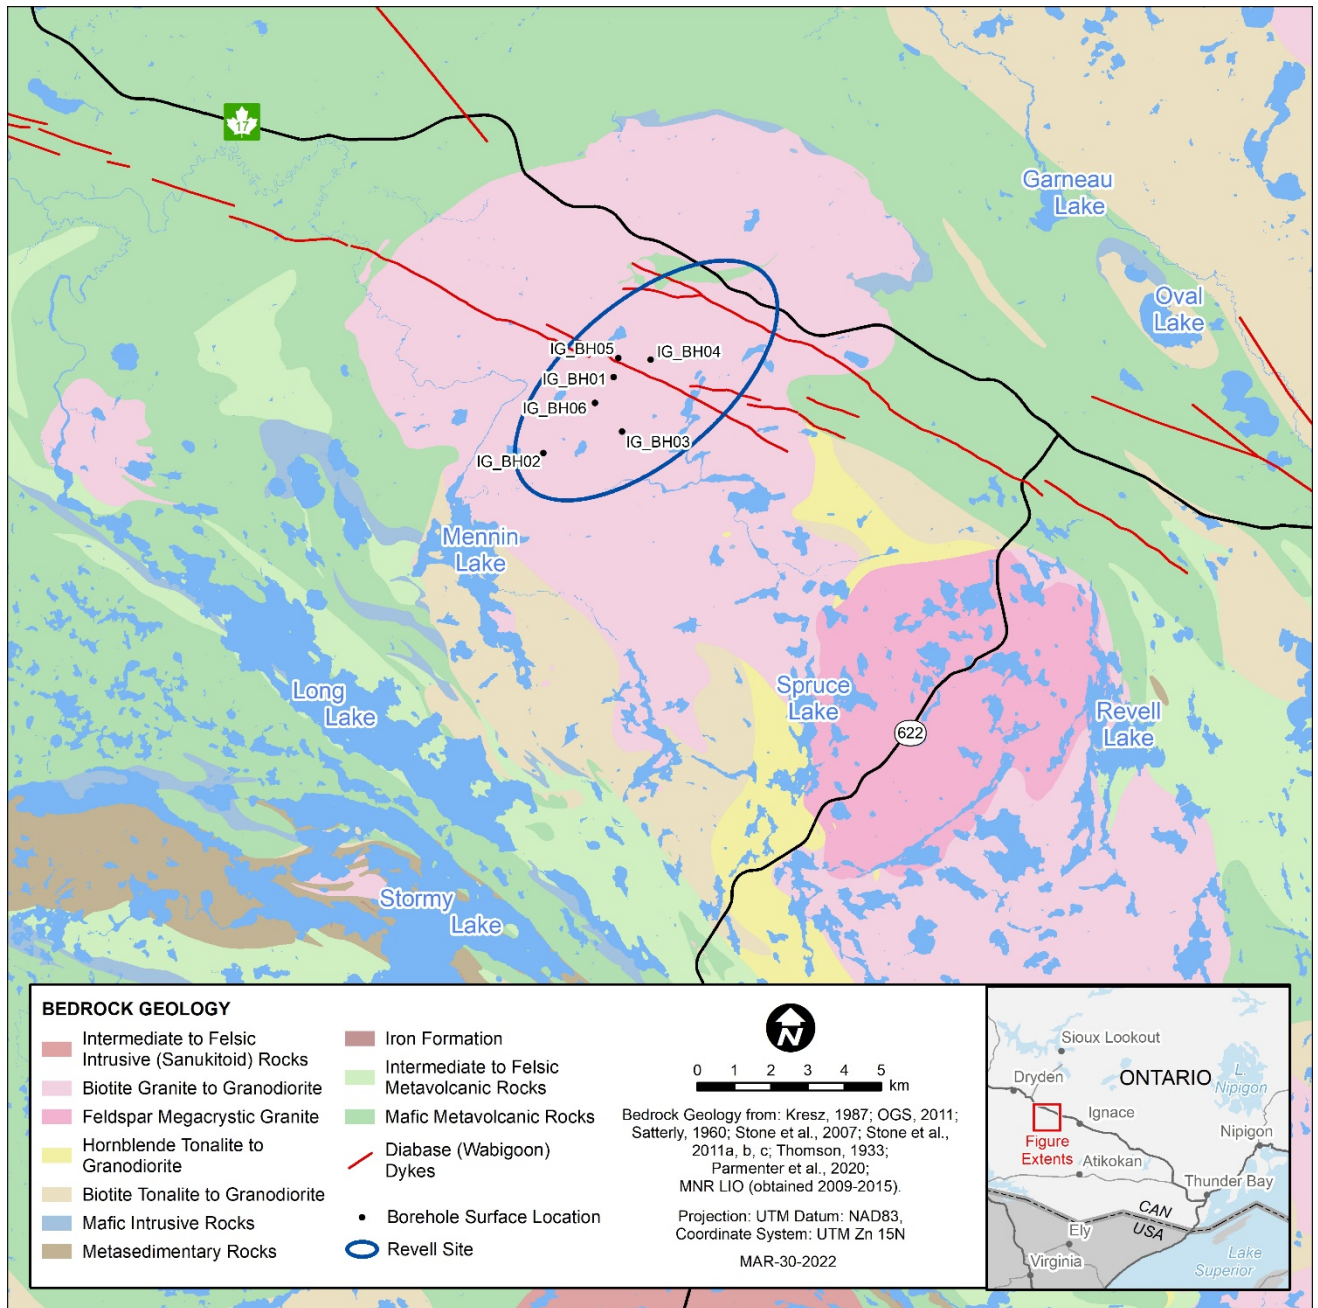 17
Garneau
Lake
Oval
Lake
IG_BH05
IG_BH04
IG_BH01
IG_BH06
IG_BH03
IG_BH02
Mennin
Lake
Long
Lake
Spruce
Lake
Revell
Lake
622
Stormy
Lake
BEDROCK GEOLOGY
Intermediate to Felsic
Intrusive (Sanukitoid) Rocks
Biotite Granite to Granodiorite
Feldspar Megacrystic Granite
Hornblende Tonalite to
Granodiorite
Biotite Tonalite to Granodiorite
Mafic Intrusive Rocks
Metasedimentary Rocks
Iron Formation
Intermediate to Felsic
Metavolcanic Rocks
Mafic Metavolcanic Rocks
Diabase (Wabigoon)
Dykes
Borehole Surface Location
Revell Site
N
0 1 2 3 4 5
km
Bedrock Geology from: Kresz, 1987; OGS, 2011;
Satterly, 1960; Stone et al., 2007; Stone et al.,
2011a, b, c; Thomson, 1933;
Parmenter et al., 2020;
MNR LIO (obtained 2009-2015).
Projection: UTM Datum: NAD83,
Coordinate System: UTM Zn 15N
MAR-30-2022
Sioux Lookout
Dryden
ONTARIO
L.
Nipigon
Ignace
Nipigon
Figure
Extents
Atikokan
Thunder Bay
CAN
USA
Ely
Virginia
Lake
Superior